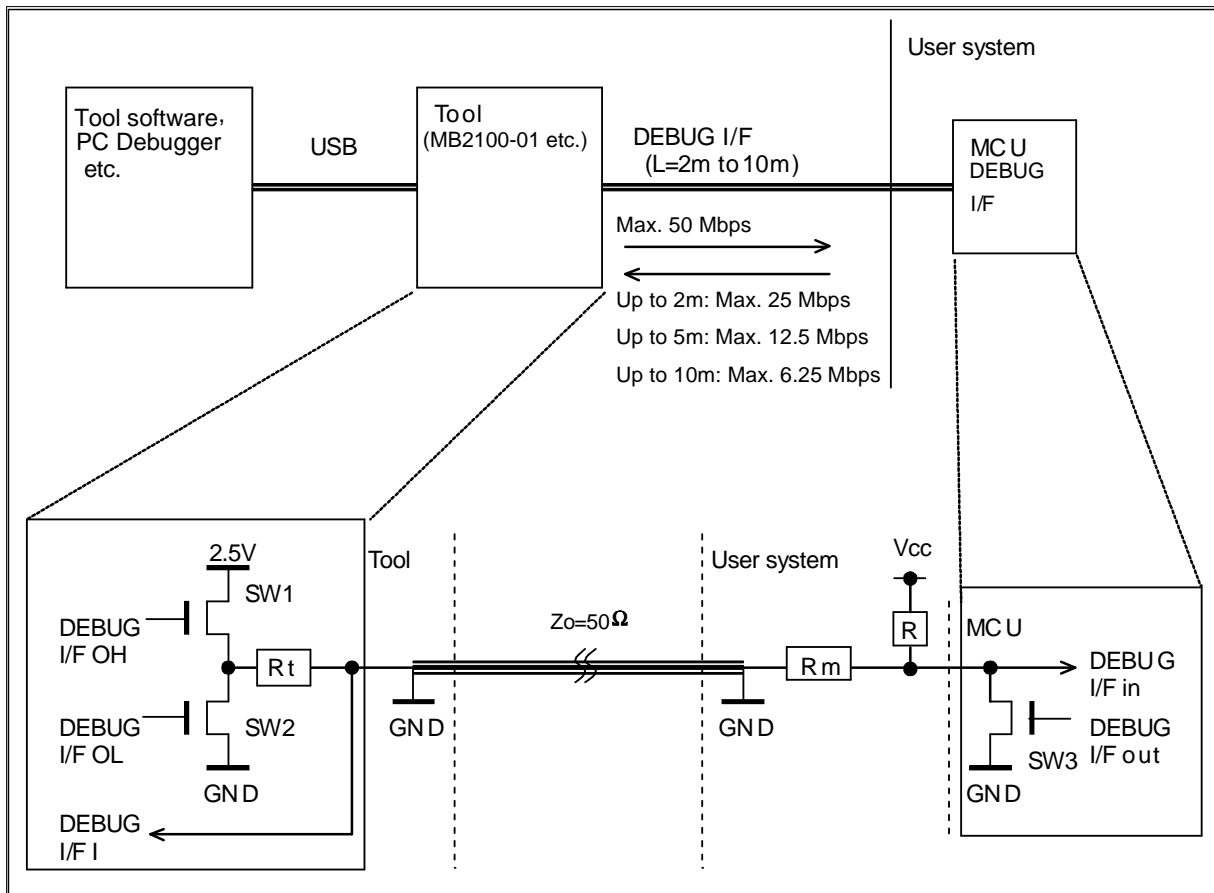 User system
Tool software,
PC Debugger
etc.
USB
Tool
(MB2100-01 etc.)
DEBUG I/F
(L=2m to 10m)
MCU
DEBUG
I/F
Max. 50 Mbps
Up to 2m: Max. 25 Mbps
Up to 5m: Max. 12.5 Mbps
Up to 10m: Max. 6.25 Mbps
2.5V
SW1
DEBUG
I/F OH
Rt
DEBUG
I/F OL
SW2
GND
DEBUG
I/F I
Tool
GND
Zo=50Ω
User system
GND
Rm
Vcc
R
MCU
DEBUG
I/F in
DEBUG
I/F out
SW3
GND